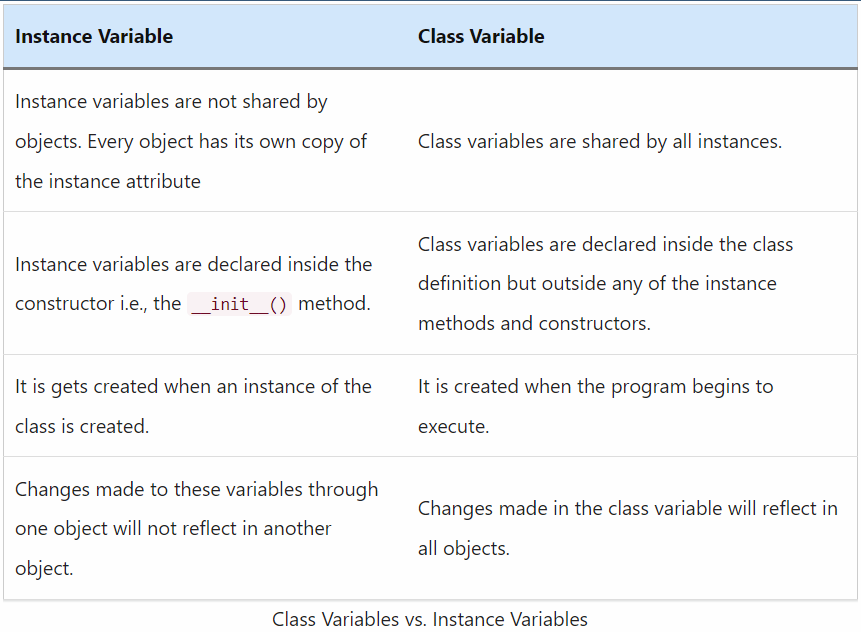 Instance Variable
Class Variable
Instance variables are not shared by
objects. Every object has its own copy of
the instance attribute
Class variables are shared by all instances.
Instance variables are declared inside the
constructor i.e., the __init__() method.
Class variables are declared inside the class
definition but outside any of the instance
methods and constructors.
It is gets created when an instance of the
class is created.
It is created when the program begins to
execute.
Changes made to these variables through
one object will not reflect in another
object.
Changes made in the class variable will reflect in
all objects.
Class Variables vs. Instance Variables